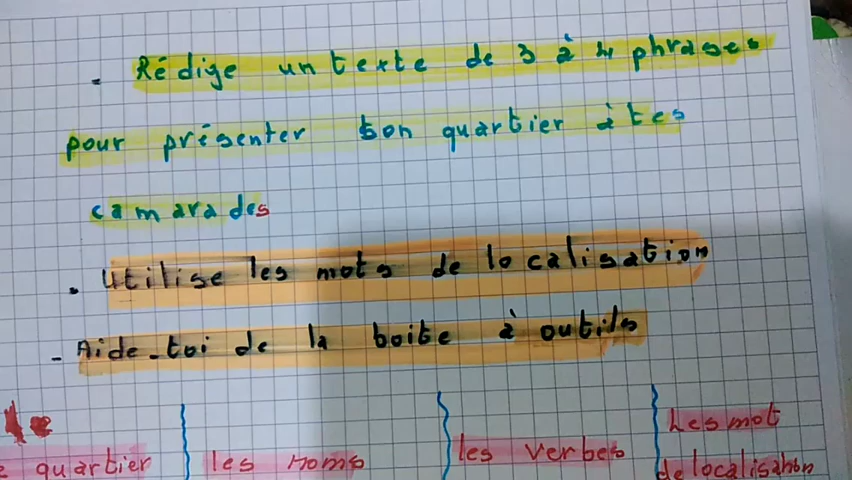 . Rédige un texte de 3 à 4 phrases
pour présenter ton quartier à tes
camarades
. Utilise les mots de localisation
- Aide-toi de la boite à outils
quartier
les noms
les verbes
Les mot
de localisation